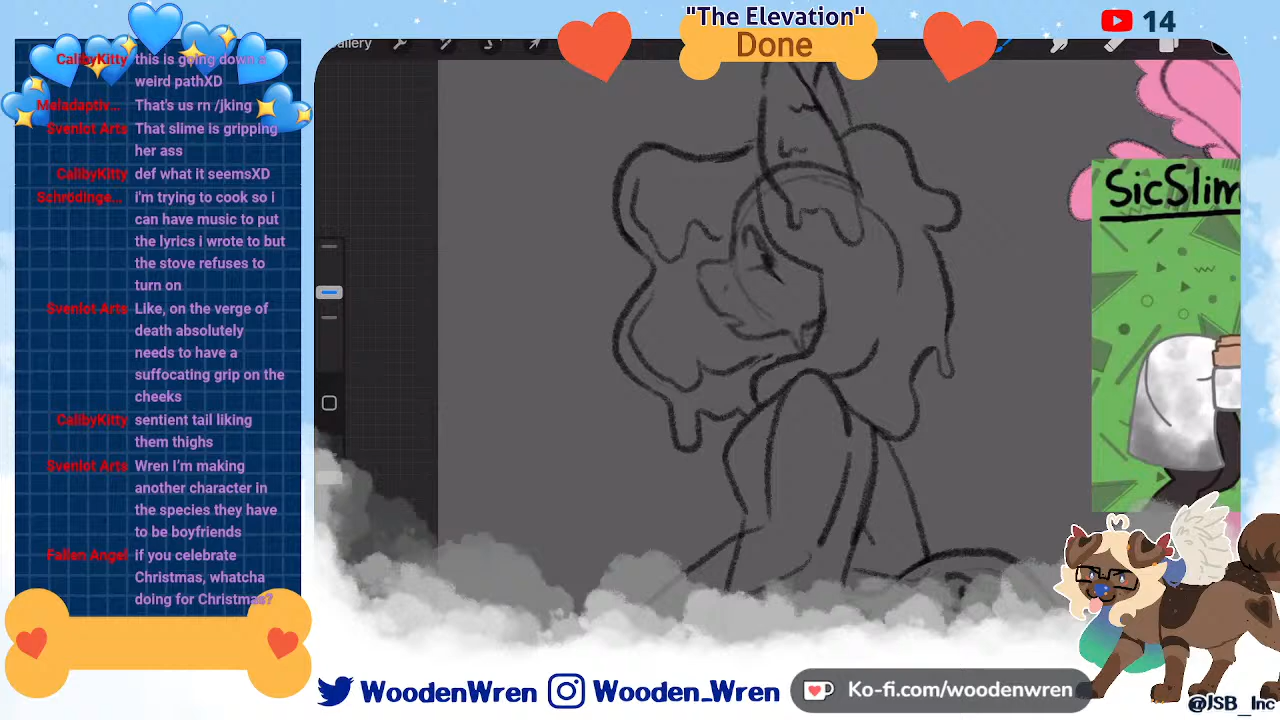 "The Elevation"
Done
14
allery
CalibyKitty this is going down a
weird pathXD
Meladaptiv... That's us rn /jking
Svenlot Arts That slime is gripping
her ass
CalibyKitty def what it seemsXD
Schrödinge... i'm trying to cook so i
can have music to put
the lyrics i wrote to but
the stove refuses to
turn on
Svenlot Arts Like, on the verge of
death absolutely
needs to have a
suffocating grip on the
cheeks
CalibyKitty sentient tail liking
them thighs
Svenlot Arts Wren I'm making
another character in
the species they have
to be boyfriends
Fallen Angel if you celebrate
Christmas, whatcha
doing for Christmas?
SicSlim
WoodenWren
Wooden_Wren
Ko-fi.com/woodenwren
@JSB_Inc